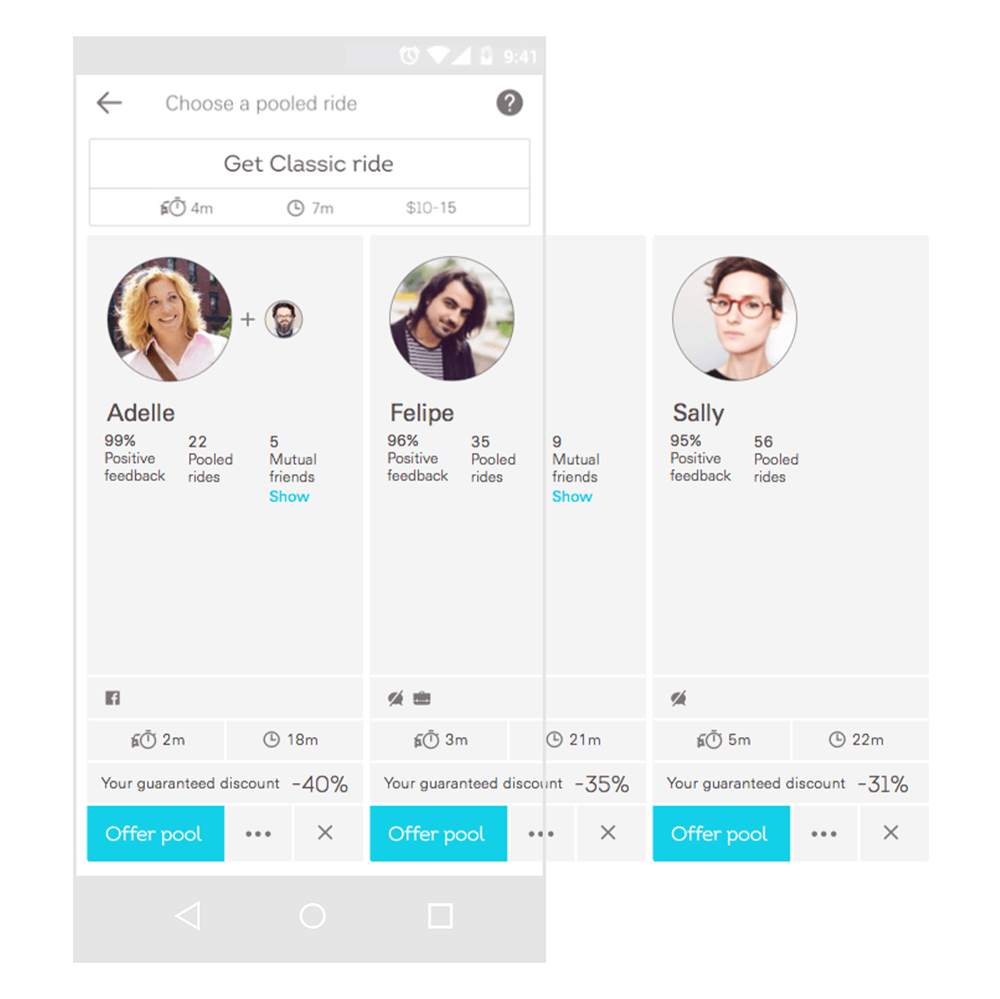 9:41
Choose a pooled ride
?
Get Classic ride
4m 7m $10-15
+
Adelle
99% 22 5
Positive Pooled Mutual
feedback rides friends
Show
f
2m 18m
Your guaranteed discount -40%
Offer pool ••• ×
Felipe
96% 35 9
Positive Pooled Mutual
feedback rides friends
Show
3m 21m
Your guaranteed discount -35%
Offer pool ••• ×
Sally
95% 56
Positive Pooled
feedback rides
5m 22m
Your guaranteed discount -31%
Offer pool ••• ×